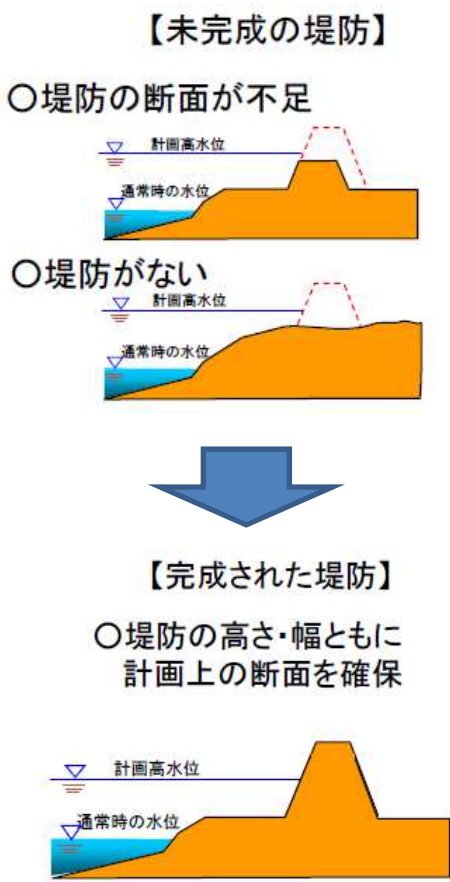 【未完成の堤防】
〇堤防の断面が不足
計画高水位
通常時の水位
〇堤防がない
計画高水位
通常時の水位
【完成された堤防】
〇堤防の高さ・幅ともに
計画上の断面を確保
計画高水位
通常時の水位